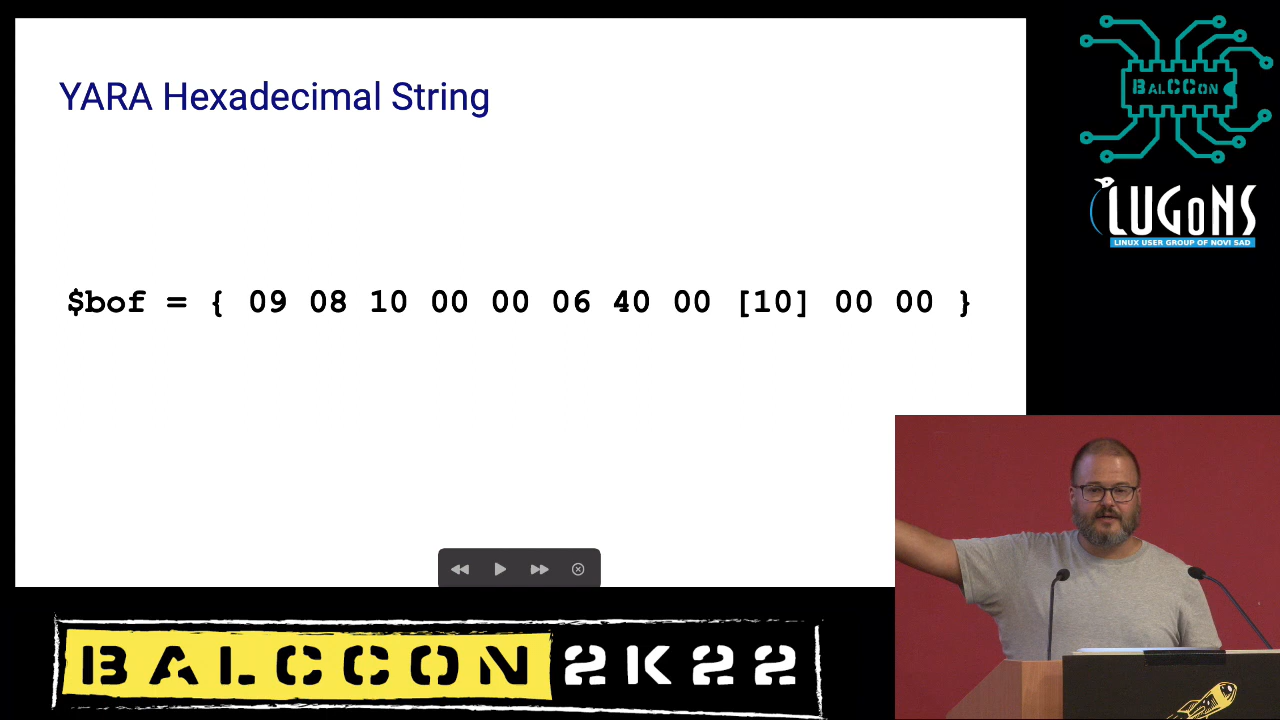 YARA Hexadecimal String
$bof = { 09 08 10 00 00 06 40 00 [10] 00 00 }
BALCCON
LUGoNS
LINUX USER GROUP OF NOVI SAD
BALCCON 2K22